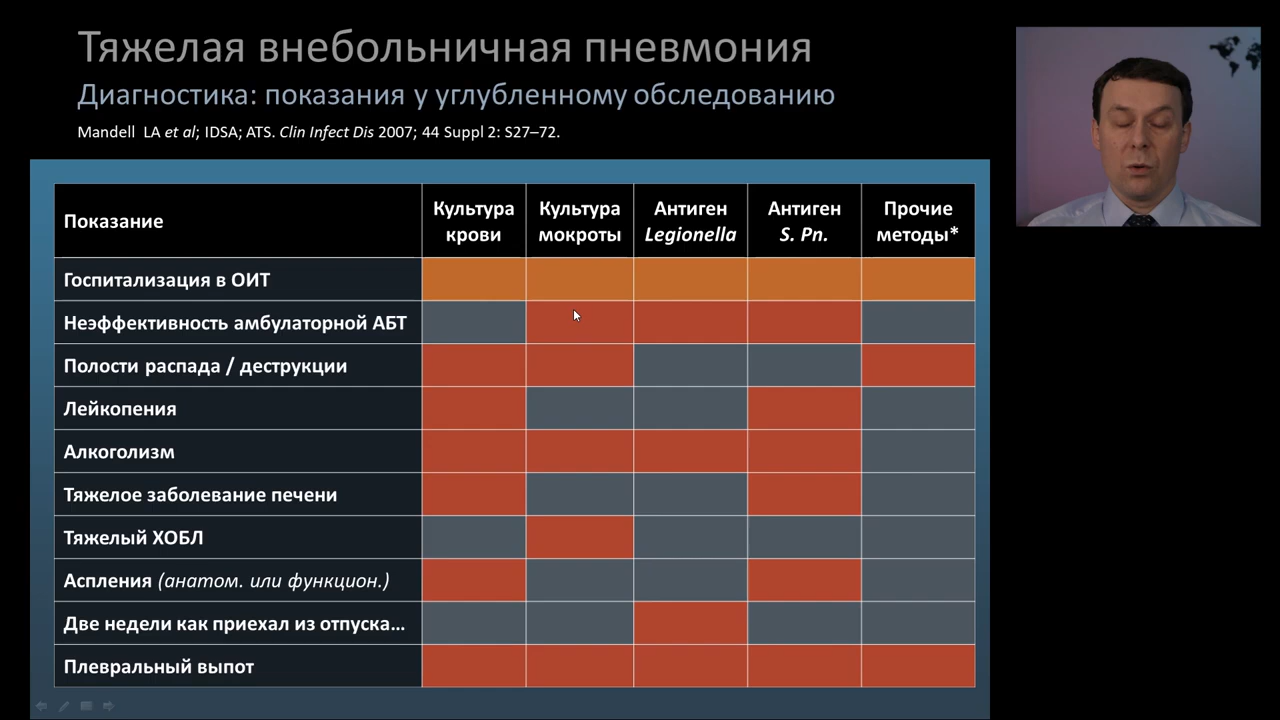 Тяжелая внебольничная пневмония
Диагностика: показания у углубленному обследованию
Mandell LA et al; IDSA; ATS. Clin Infect Dis 2007; 44 Suppl 2: S27–72.
Показание
Культура
крови
Культура
мокроты
Антиген
Legionella
Антиген
S. Pn.
Прочие
методы*
Госпитализация в ОИТ
Неэффективность амбулаторной АБТ
Полости распада / деструкции
Лейкопения
Алкоголизм
Тяжелое заболевание печени
Тяжелый ХОБЛ
Аспления (анатом. или функцион.)
Две недели как приехал из отпуска...
Плевральный выпот